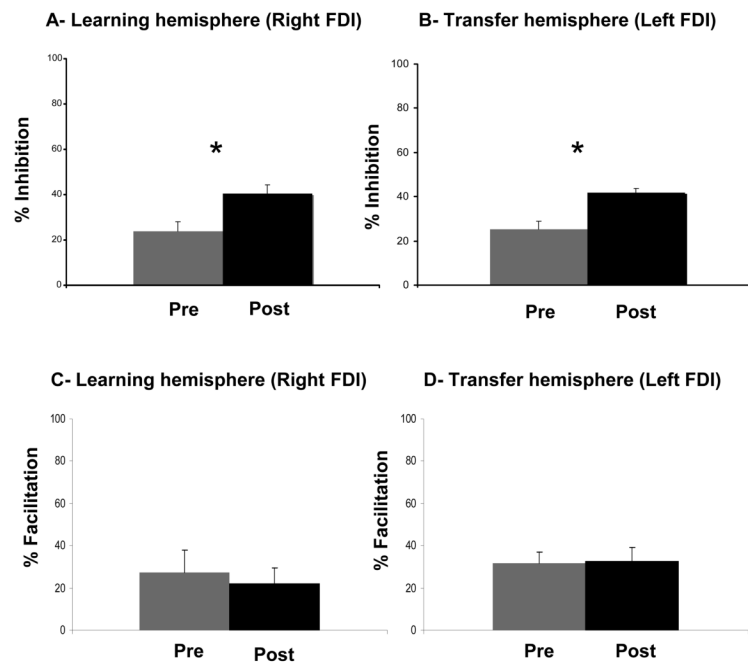 A- Learning hemisphere (Right FDI)
% Inhibition
100
80
60
40
20
0
*
Pre
Post
B- Transfer hemisphere (Left FDI)
% Inhibition
100
80
60
40
20
0
*
Pre
Post
C- Learning hemisphere (Right FDI)
% Facilitation
100
80
60
40
20
0
Pre
Post
D- Transfer hemisphere (Left FDI)
% Facilitation
100
80
60
40
20
0
Pre
Post